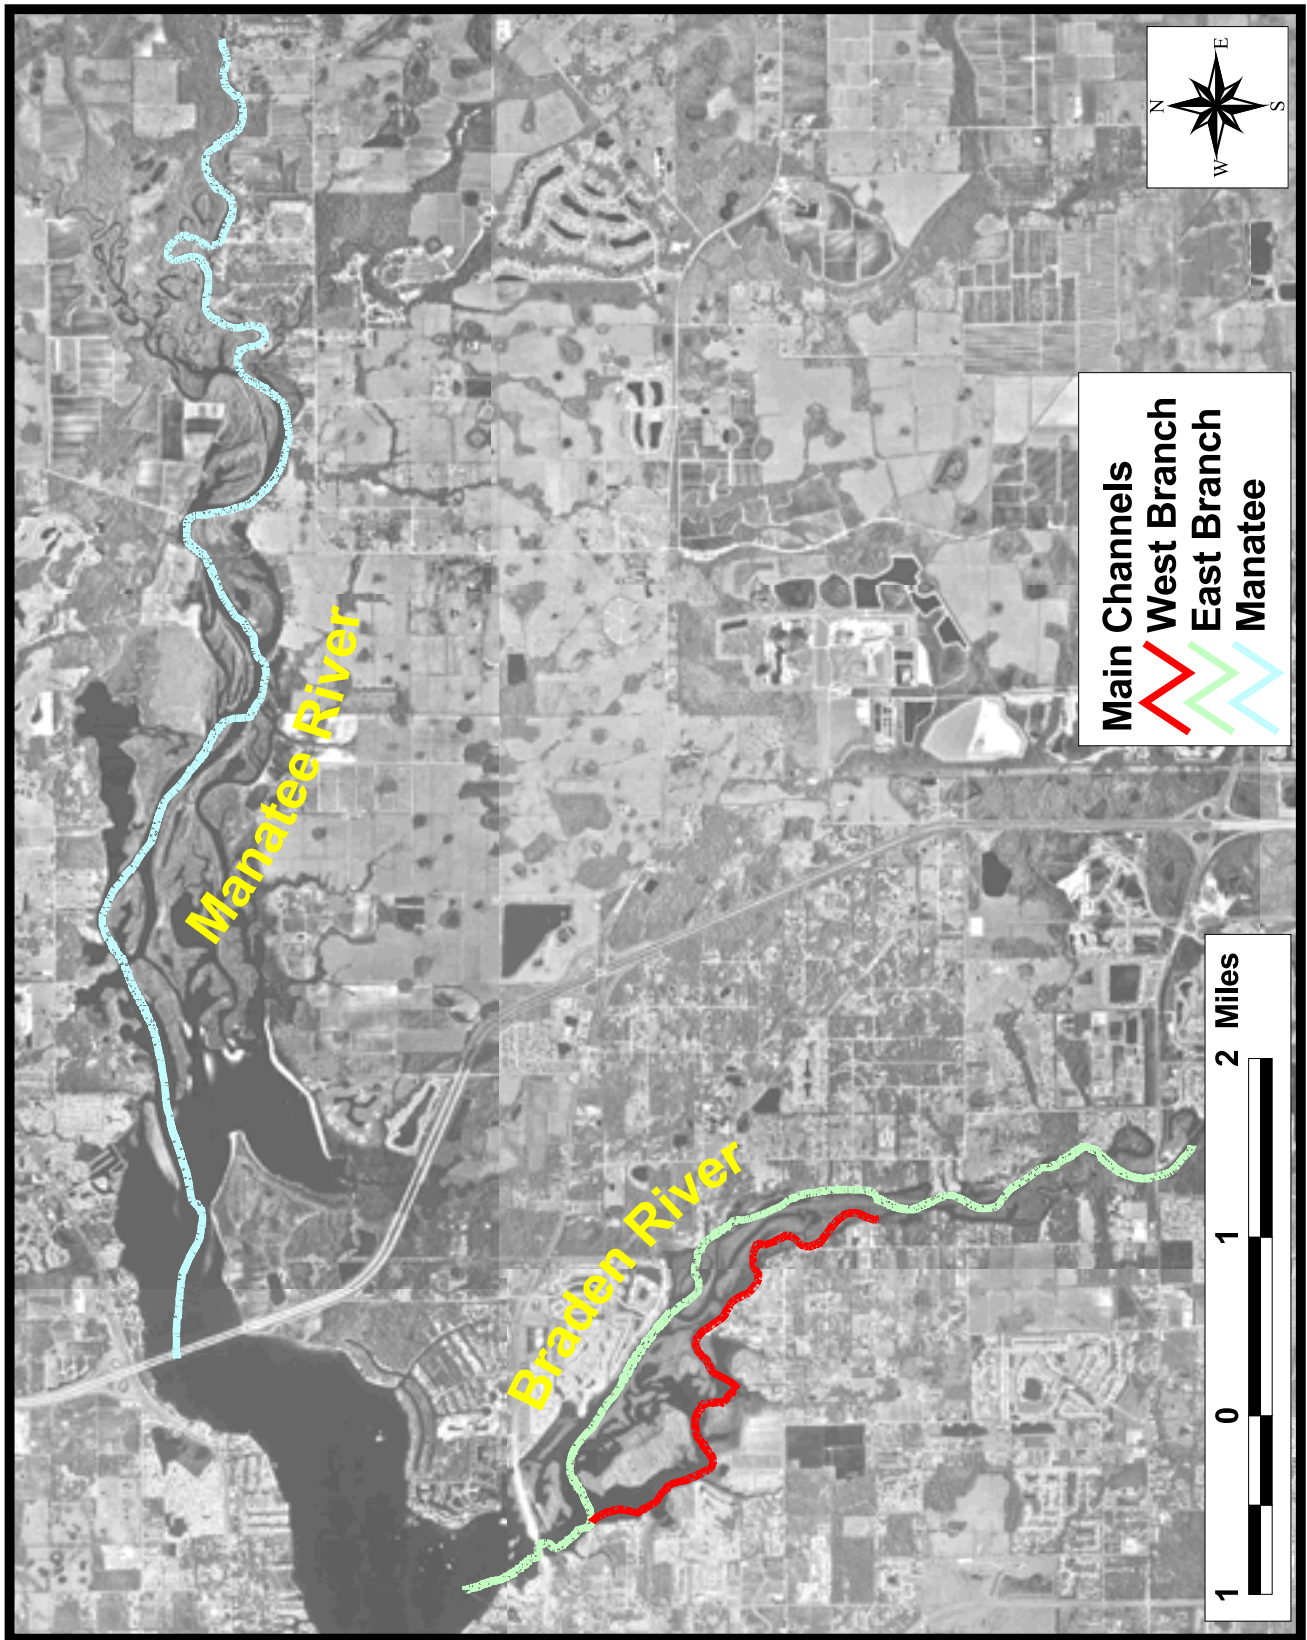 N
W
E
S
Manatee River
Braden River
Main Channels
West Branch
East Branch
Manatee
1 0 1 2 Miles